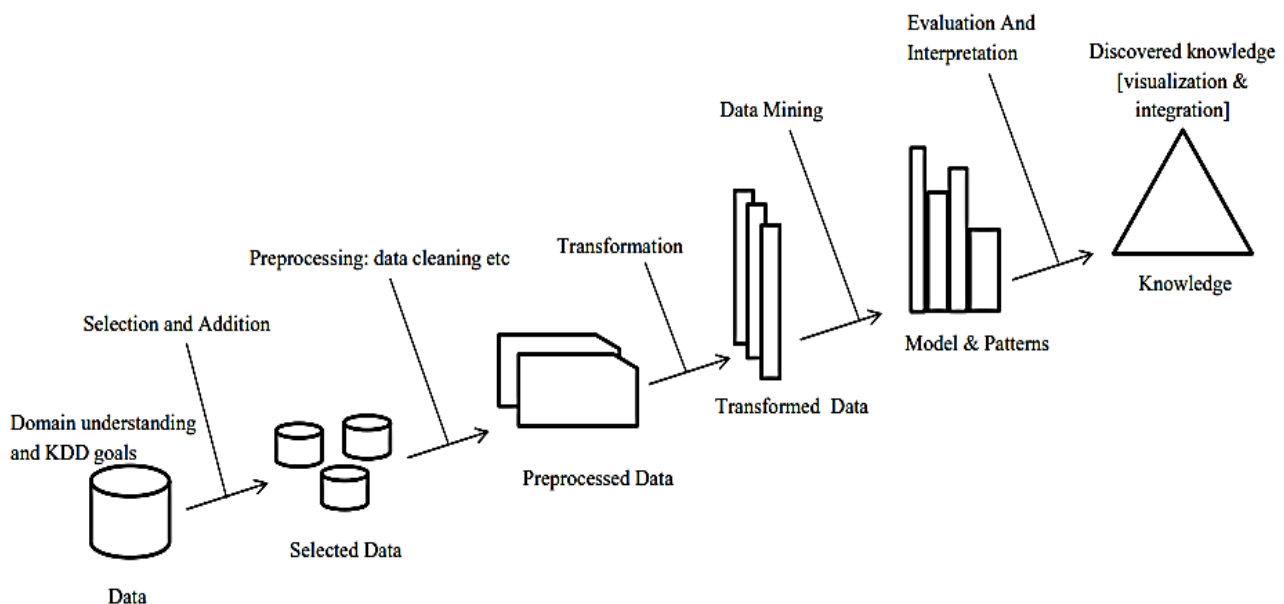 Domain understanding
and KDD goals
Data
Selection and Addition
Selected Data
Preprocessing: data cleaning etc
Preprocessed Data
Transformation
Transformed Data
Data Mining
Model & Patterns
Evaluation And
Interpretation
Discovered knowledge
[visualization &
integration]
Knowledge